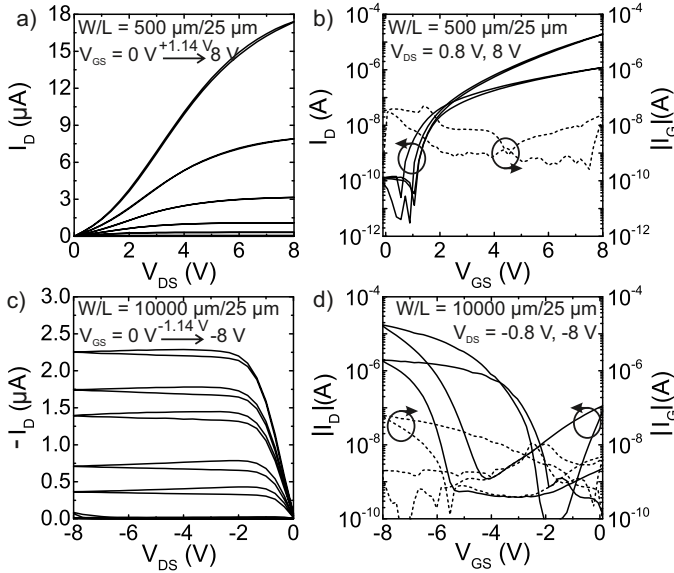 a)
W/L = 500 µm/25 µm
V_GS = 0 V +1.14 V 8 V
18
15
12
9
6
3
0
I_D (µA)
0 2 4 6 8
V_DS (V)
b)
W/L = 500 µm/25 µm
V_DS = 0.8 V, 8 V
10^-4
10^-6
10^-8
10^-10
10^-12
I_D (A)
10^-4
10^-6
10^-8
10^-10
10^-12
|I_G|(A)
0 2 4 6 8
V_GS (V)
c)
W/L = 10000 µm/25 µm
V_GS = 0 V -1.14 V -8 V
3.0
2.5
2.0
1.5
1.0
0.5
0.0
- I_D (µA)
-8 -6 -4 -2 0
V_DS (V)
d)
W/L = 10000 µm/25 µm
V_DS = -0.8 V, -8 V
10^-4
10^-6
10^-8
10^-10
|I_D|(A)
10^-4
10^-6
10^-8
10^-10
|I_G|(A)
-8 -6 -4 -2 0
V_GS (V)